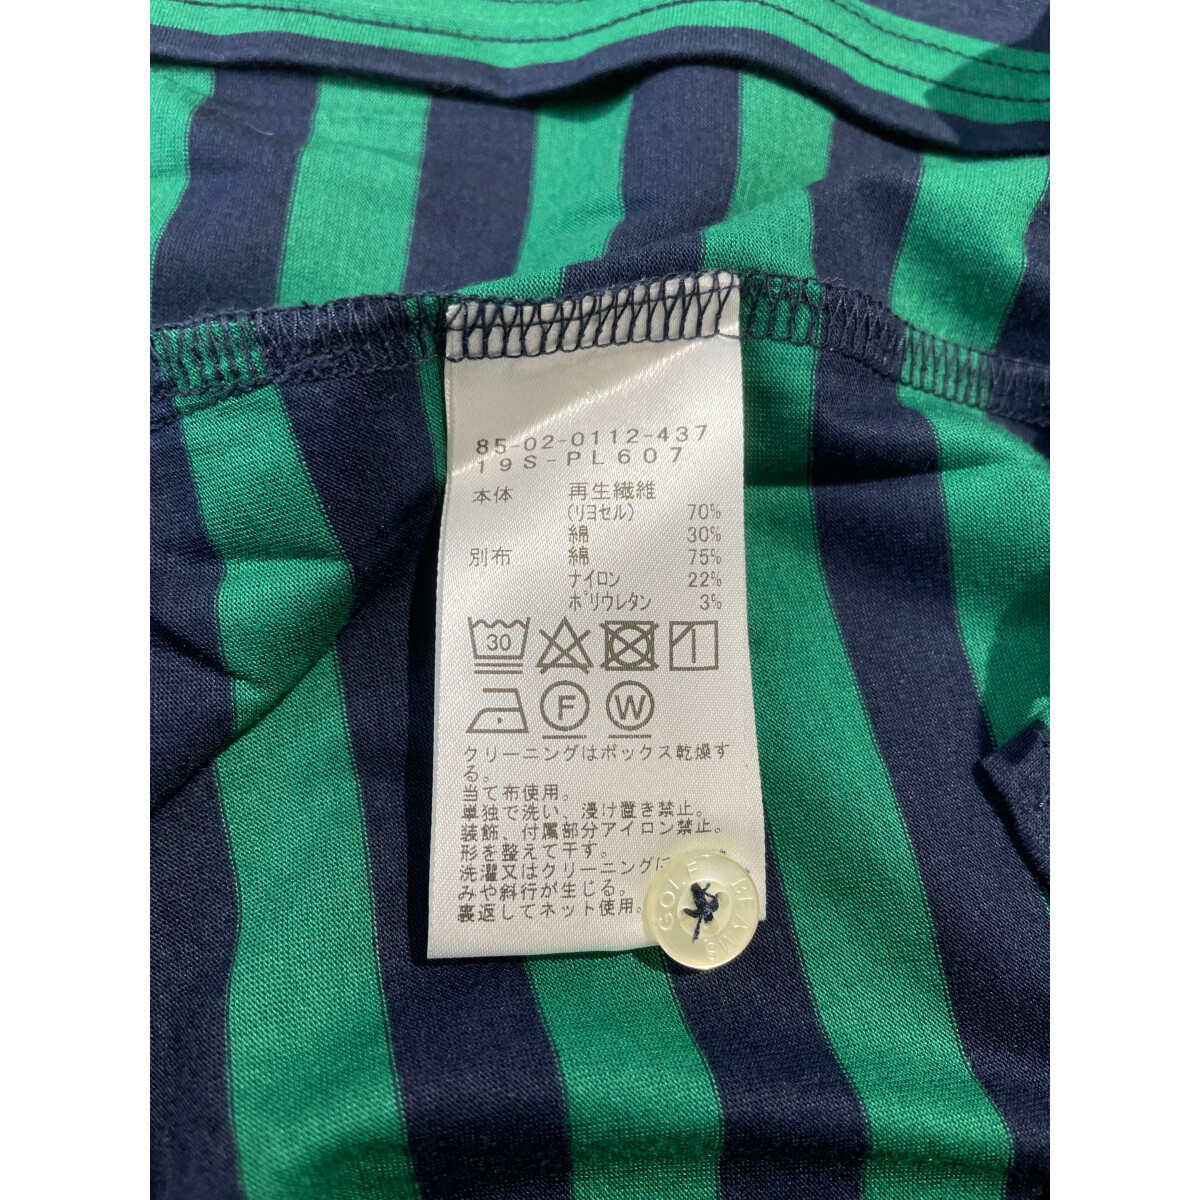 85-02-0112-437
19S-PL607
本体 再生繊維
(リヨセル) 70%
綿 30%
別布 綿 75%
ナイロン 22%
ポリウレタン 3%
30
F W
クリーニングはボックス乾燥す
る。
当て布使用。
単独で洗い、浸け置き禁止。
装飾、付属部分アイロン禁止。
形を整えて干す。
洗濯又はクリーニングに
みや斜行が生じる。
裏返してネット使用。
GOLF BEAMS